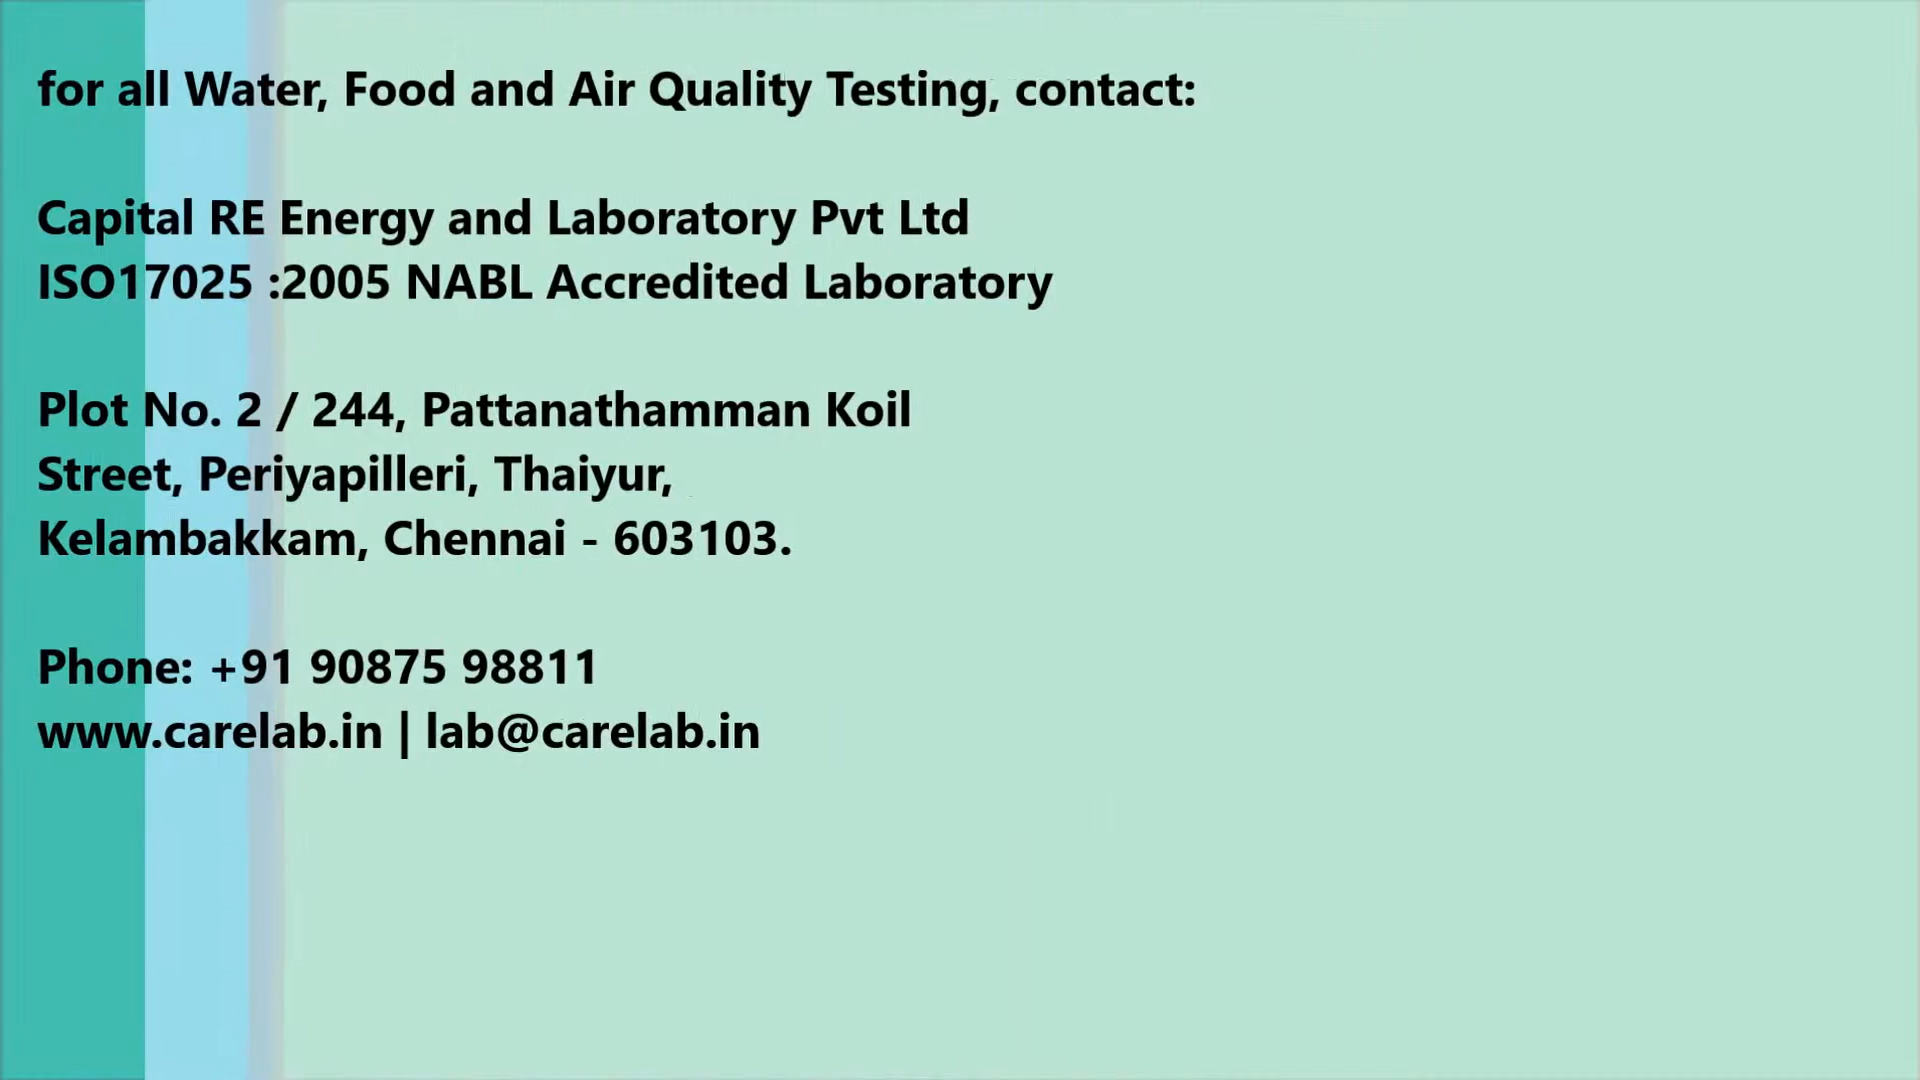 for all Water, Food and Air Quality Testing, contact:
Capital RE Energy and Laboratory Pvt Ltd
ISO17025 :2005 NABL Accredited Laboratory
Plot No. 2 / 244, Pattanathamman Koil
Street, Periyapilleri, Thaiyur,
Kelambakkam, Chennai - 603103.
Phone: +91 90875 98811
www.carelab.in | lab@carelab.in